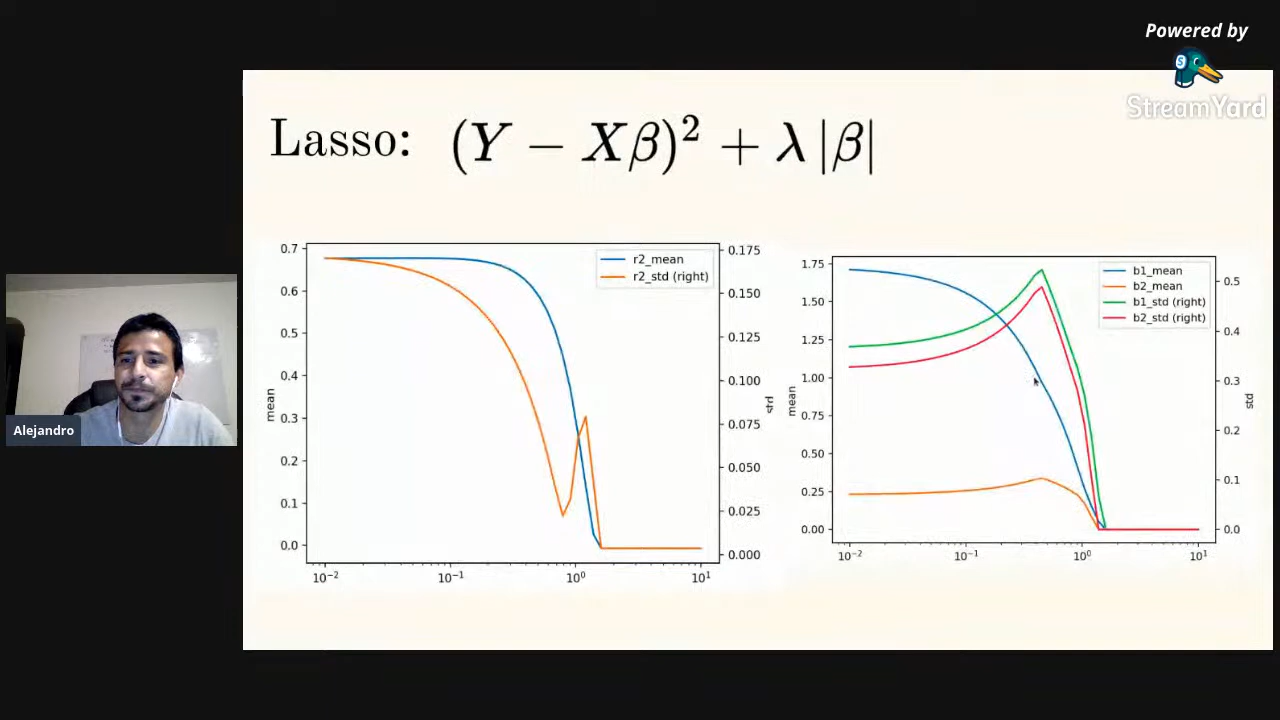 Powered by
StreamYard
Lasso: (Y − Xβ)² + λ|β|
r2_mean
r2_std (right)
0.7
0.6
0.5
0.4
0.3
0.2
0.1
0.0
mean
0.175
0.150
0.125
0.100
0.075
0.050
0.025
0.000
std
10⁻²
10⁻¹
10⁰
10¹
b1_mean
b2_mean
b1_std (right)
b2_std (right)
1.75
1.50
1.25
1.00
0.75
0.50
0.25
0.00
mean
0.5
0.4
0.3
0.2
0.1
0.0
std
10⁻²
10⁻¹
10⁰
10¹
Alejandro